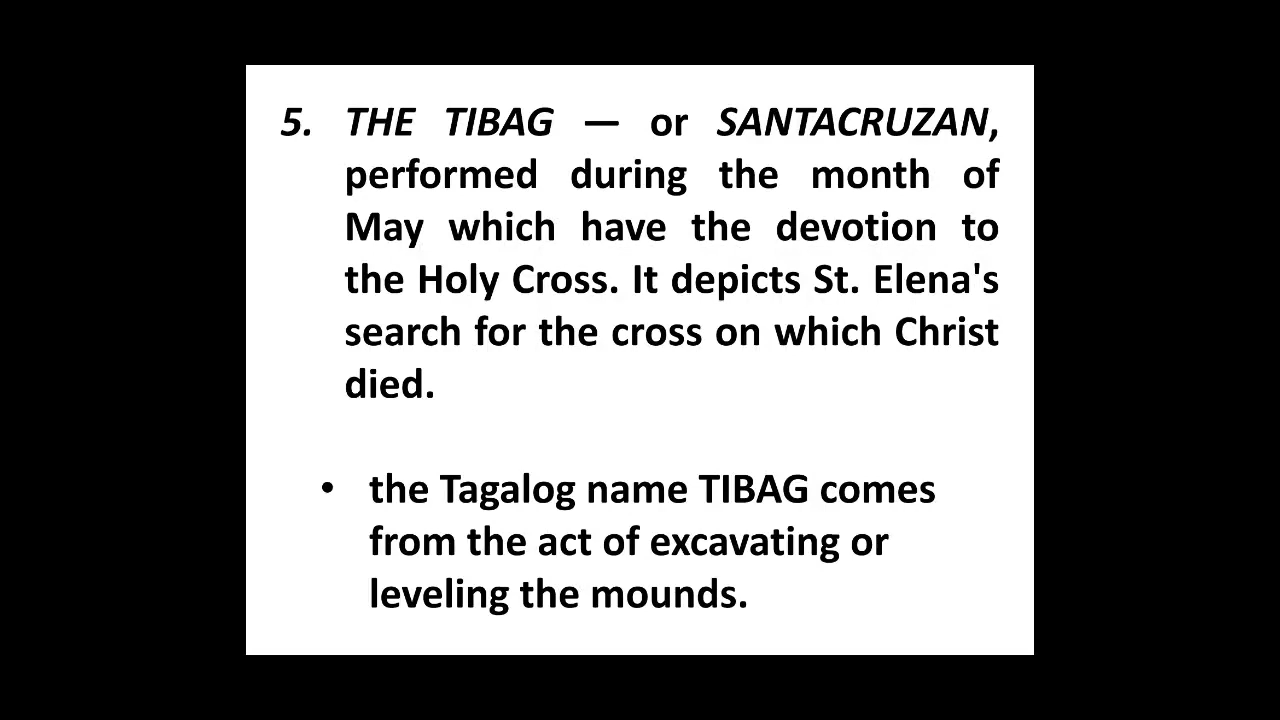 5. THE TIBAG — or SANTACRUZAN,
performed during the month of
May which have the devotion to
the Holy Cross. It depicts St. Elena's
search for the cross on which Christ
died.
• the Tagalog name TIBAG comes
from the act of excavating or
leveling the mounds.